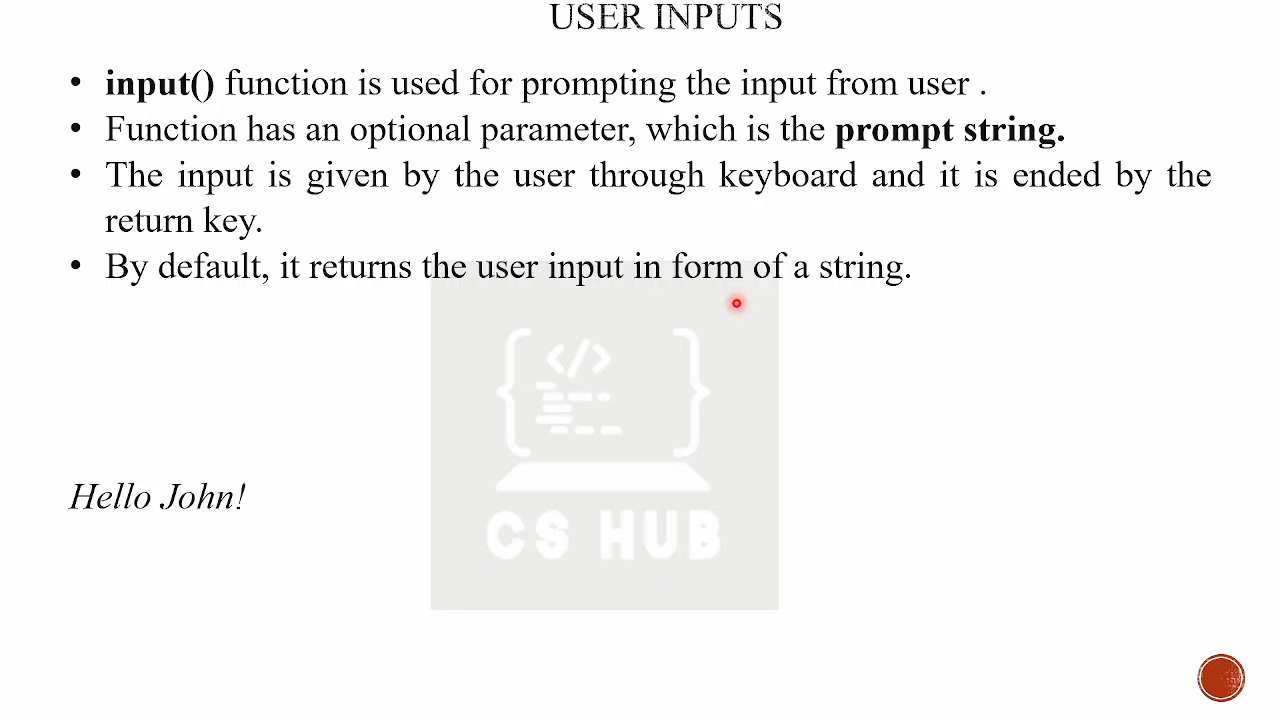 USER INPUTS
• input() function is used for prompting the input from user .
• Function has an optional parameter, which is the prompt string.
• The input is given by the user through keyboard and it is ended by the
return key.
• By default, it returns the user input in form of a string.
</>
Hello John!
CS HUB